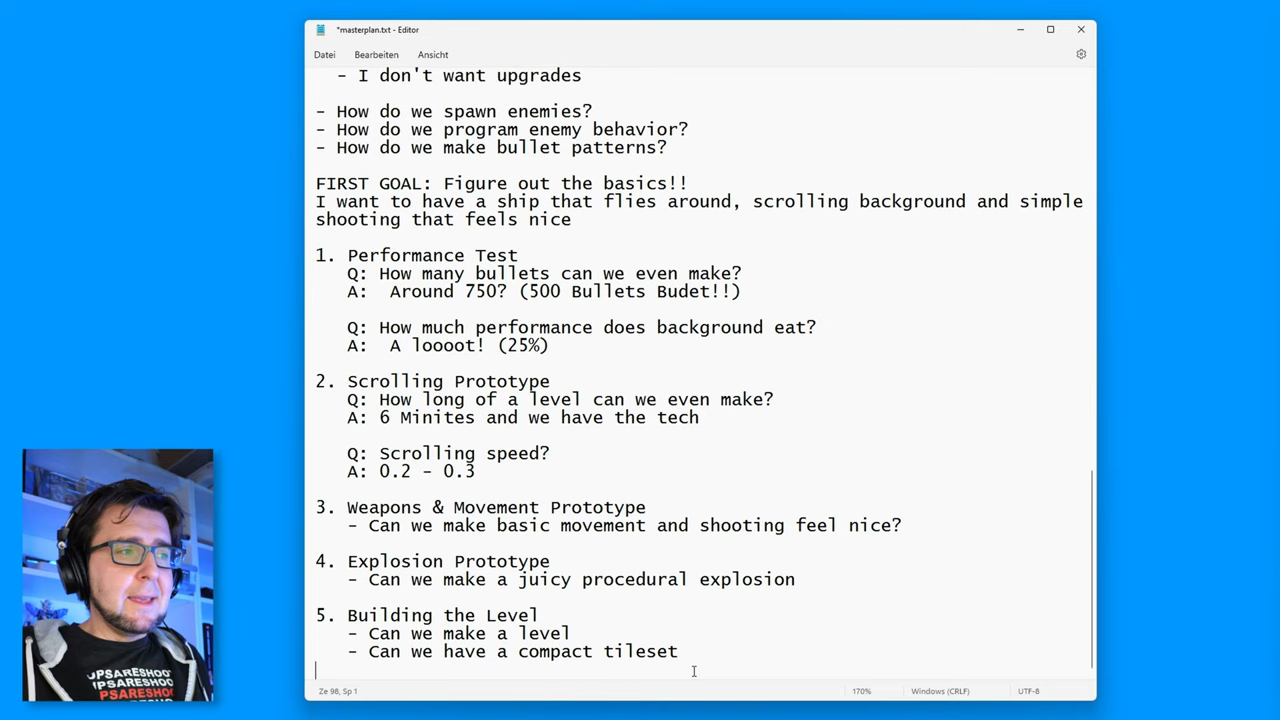 *masterplan.txt - Editor
Datei Bearbeiten Ansicht
- I don't want upgrades
- How do we spawn enemies?
- How do we program enemy behavior?
- How do we make bullet patterns?
FIRST GOAL: Figure out the basics!!
I want to have a ship that flies around, scrolling background and simple
shooting that feels nice
1. Performance Test
Q: How many bullets can we even make?
A:  Around 750? (500 Bullets Budet!!)
Q: How much performance does background eat?
A:  A loooot! (25%)
2. Scrolling Prototype
Q: How long of a level can we even make?
A: 6 Minites and we have the tech
Q: Scrolling speed?
A: 0.2 - 0.3
3. Weapons & Movement Prototype
- Can we make basic movement and shooting feel nice?
4. Explosion Prototype
- Can we make a juicy procedural explosion
5. Building the Level
- Can we make a level
- Can we have a compact tileset
Ze 98, Sp 1 170% Windows (CRLF) UTF-8
UPSARESHOOT
UPSARESHOO
PSARESHOO